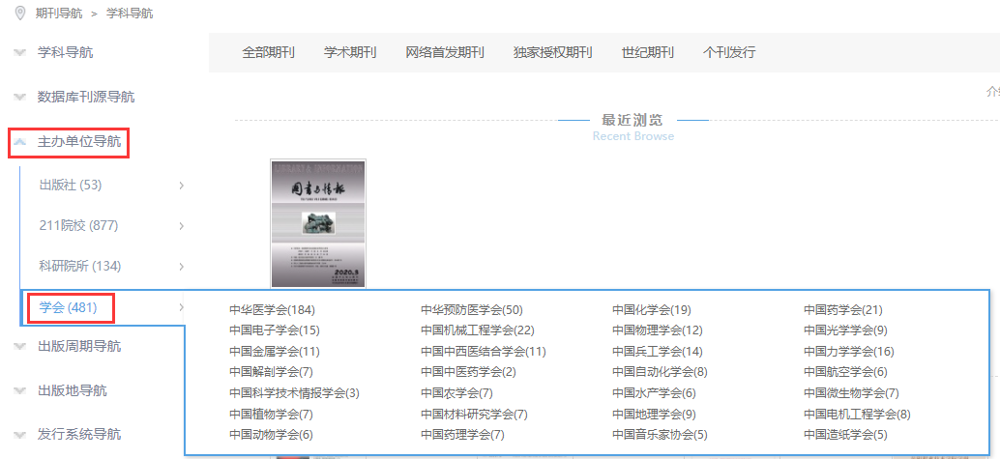 期刊导航 > 学科导航
学科导航
全部期刊 学术期刊 网络首发期刊 独家授权期刊 世纪期刊 个刊发行
数据库刊源导航
最近浏览
Recent Browse
主办单位导航
出版社 (53)
211院校 (877)
科研院所 (134)
学会 (481)
图书与情报
2020.5
中华医学会(184) 中华预防医学会(50) 中国化学会(19) 中国药学会(21)
中国电子学会(15) 中国机械工程学会(22) 中国物理学会(12) 中国光学学会(9)
中国金属学会(11) 中国中西医结合学会(11) 中国兵工学会(14) 中国力学学会(16)
中国解剖学会(7) 中国中医药学会(2) 中国自动化学会(8) 中国航空学会(6)
中国科学技术情报学会(3) 中国农学会(7) 中国水产学会(6) 中国微生物学会(7)
中国植物学会(7) 中国材料研究学会(7) 中国地理学会(9) 中国电机工程学会(8)
中国动物学会(6) 中国药理学会(7) 中国音乐家协会(5) 中国造纸学会(5)
出版周期导航
出版地导航
发行系统导航